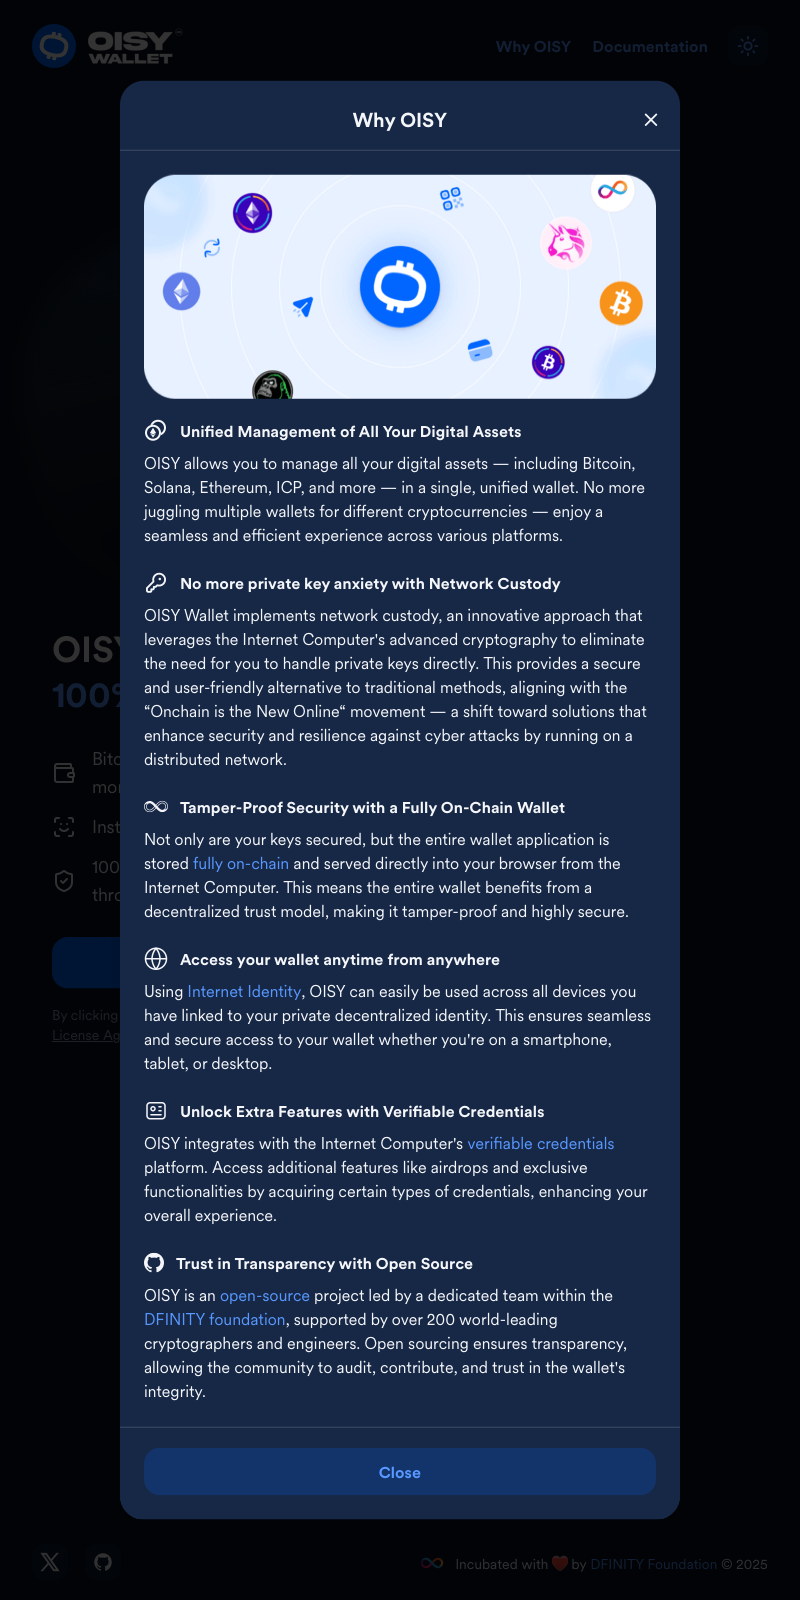 OISY
WALLET
Why OISY
Documentation
Why OISY
Unified Management of All Your Digital Assets
OISY allows you to manage all your digital assets — including Bitcoin,
Solana, Ethereum, ICP, and more — in a single, unified wallet. No more
juggling multiple wallets for different cryptocurrencies — enjoy a
seamless and efficient experience across various platforms.
No more private key anxiety with Network Custody
OISY Wallet implements network custody, an innovative approach that
leverages the Internet Computer's advanced cryptography to eliminate
the need for you to handle private keys directly. This provides a secure
and user-friendly alternative to traditional methods, aligning with the
“Onchain is the New Online“ movement — a shift toward solutions that
enhance security and resilience against cyber attacks by running on a
distributed network.
Tamper-Proof Security with a Fully On-Chain Wallet
Not only are your keys secured, but the entire wallet application is
stored fully on-chain and served directly into your browser from the
Internet Computer. This means the entire wallet benefits from a
decentralized trust model, making it tamper-proof and highly secure.
Access your wallet anytime from anywhere
Using Internet Identity, OISY can easily be used across all devices you
have linked to your private decentralized identity. This ensures seamless
and secure access to your wallet whether you're on a smartphone,
tablet, or desktop.
Unlock Extra Features with Verifiable Credentials
OISY integrates with the Internet Computer's verifiable credentials
platform. Access additional features like airdrops and exclusive
functionalities by acquiring certain types of credentials, enhancing your
overall experience.
Trust in Transparency with Open Source
OISY is an open-source project led by a dedicated team within the
DFINITY foundation, supported by over 200 world-leading
cryptographers and engineers. Open sourcing ensures transparency,
allowing the community to audit, contribute, and trust in the wallet's
integrity.
Close
OISY
100%
Bitc
mor
Inst
100
thro
By clicking
License Ag
Incubated with ❤️ by DFINITY Foundation © 2025